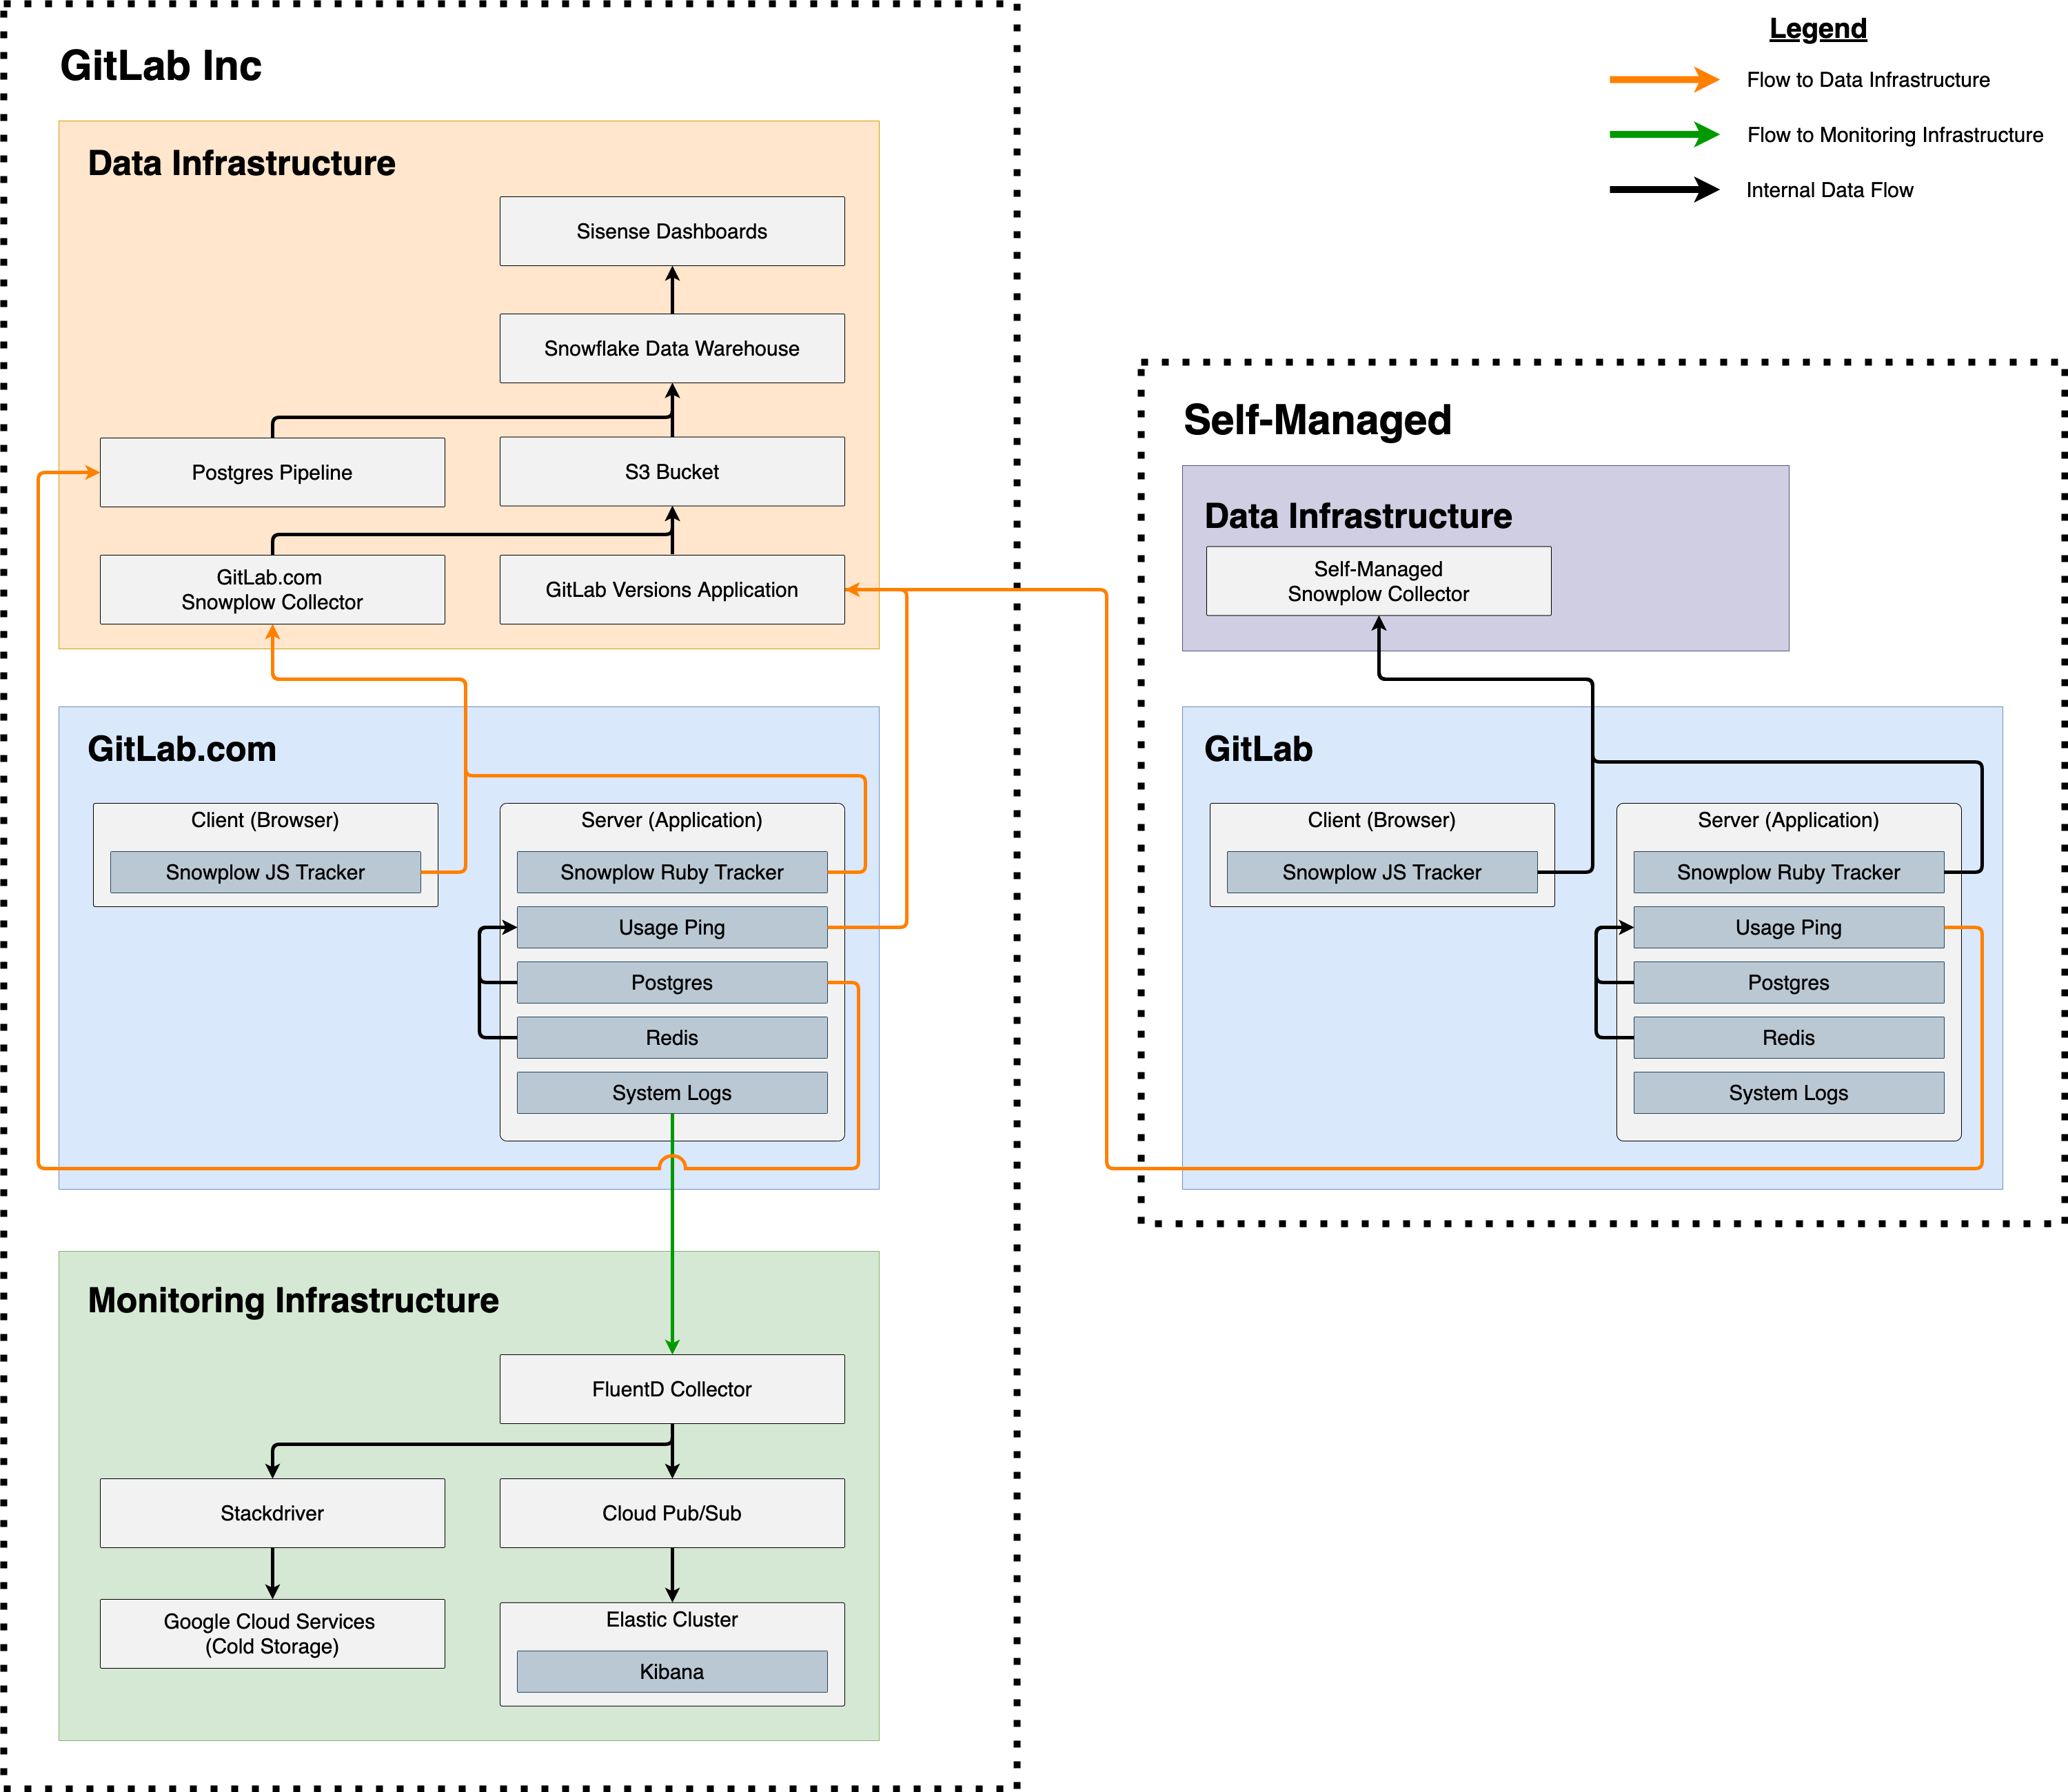 GitLab Inc
Data Infrastructure
Sisense Dashboards
Snowflake Data Warehouse
Postgres Pipeline
S3 Bucket
GitLab.com
Snowplow Collector
GitLab Versions Application
GitLab.com
Client (Browser)
Snowplow JS Tracker
Server (Application)
Snowplow Ruby Tracker
Usage Ping
Postgres
Redis
System Logs
Monitoring Infrastructure
FluentD Collector
Stackdriver
Cloud Pub/Sub
Google Cloud Services
(Cold Storage)
Elastic Cluster
Kibana
Legend
Flow to Data Infrastructure
Flow to Monitoring Infrastructure
Internal Data Flow
Self-Managed
Data Infrastructure
Self-Managed
Snowplow Collector
GitLab
Client (Browser)
Snowplow JS Tracker
Server (Application)
Snowplow Ruby Tracker
Usage Ping
Postgres
Redis
System Logs